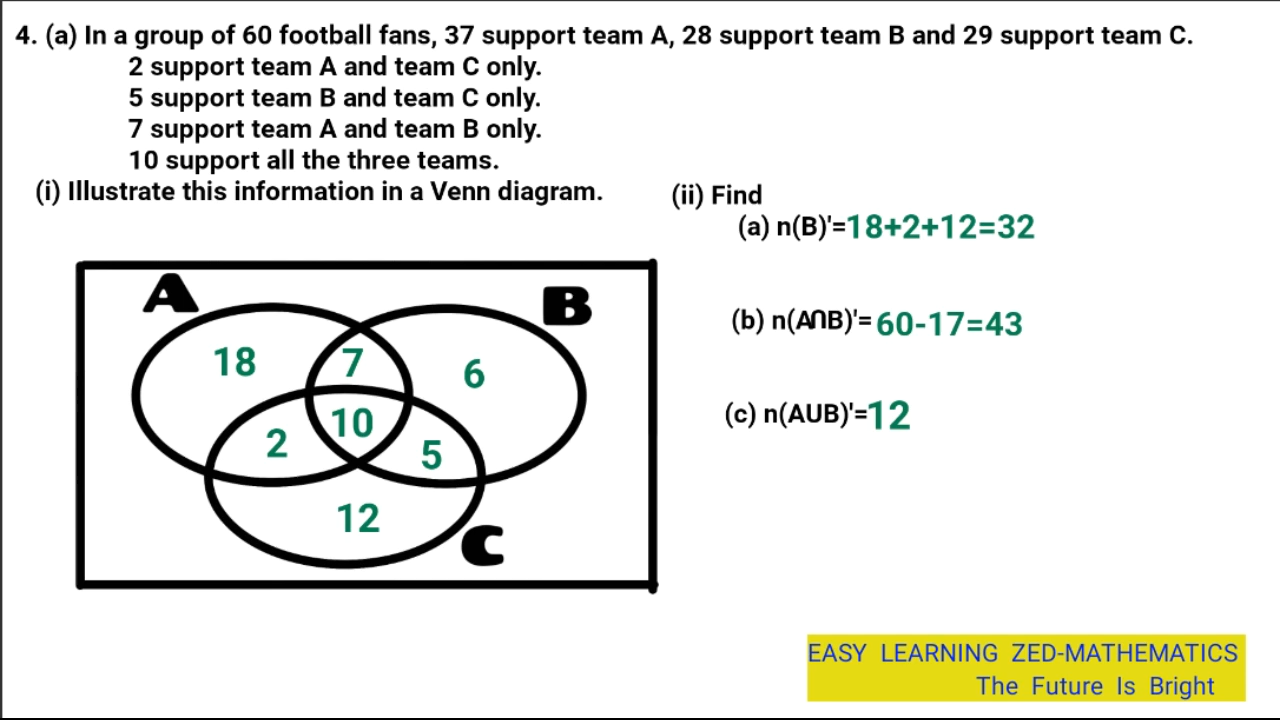 4. (a) In a group of 60 football fans, 37 support team A, 28 support team B and 29 support team C.
2 support team A and team C only.
5 support team B and team C only.
7 support team A and team B only.
10 support all the three teams.
(i) Illustrate this information in a Venn diagram.
(ii) Find
(a) n(B)'=18+2+12=32
(b) n(A∩B)'=60-17=43
(c) n(AUB)'=12
A
B
18
7
6
10
2
5
12
C
EASY LEARNING ZED-MATHEMATICS
The Future Is Bright